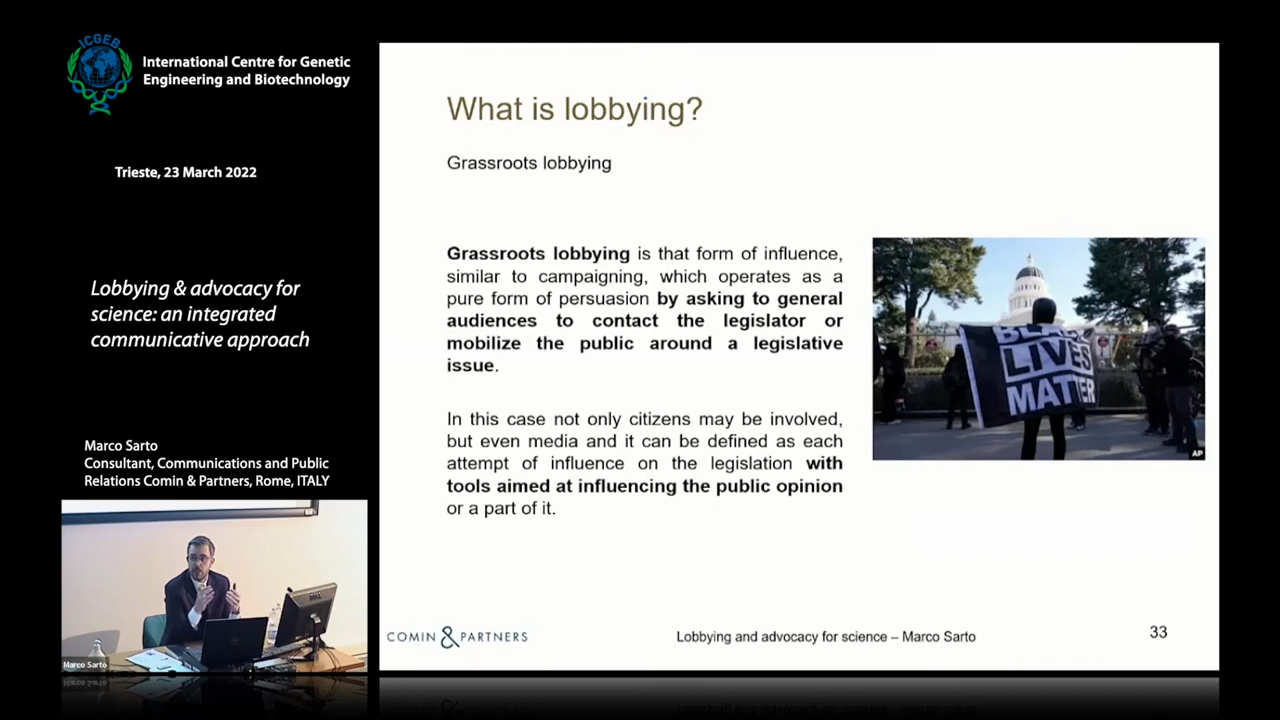 ICGEB
International Centre for Genetic
Engineering and Biotechnology
Trieste, 23 March 2022
Lobbying & advocacy for
science: an integrated
communicative approach
Marco Sarto
Consultant, Communications and Public
Relations Comin & Partners, Rome, ITALY
DELL
Marco Sarto
What is lobbying?
Grassroots lobbying
Grassroots lobbying is that form of influence,
similar to campaigning, which operates as a
pure form of persuasion by asking to general
audiences to contact the legislator or
mobilize the public around a legislative
issue.
In this case not only citizens may be involved,
but even media and it can be defined as each
attempt of influence on the legislation with
tools aimed at influencing the public opinion
or a part of it.
BLACK
LIVES
MATTER
AP
COMIN & PARTNERS
Lobbying and advocacy for science – Marco Sarto
33